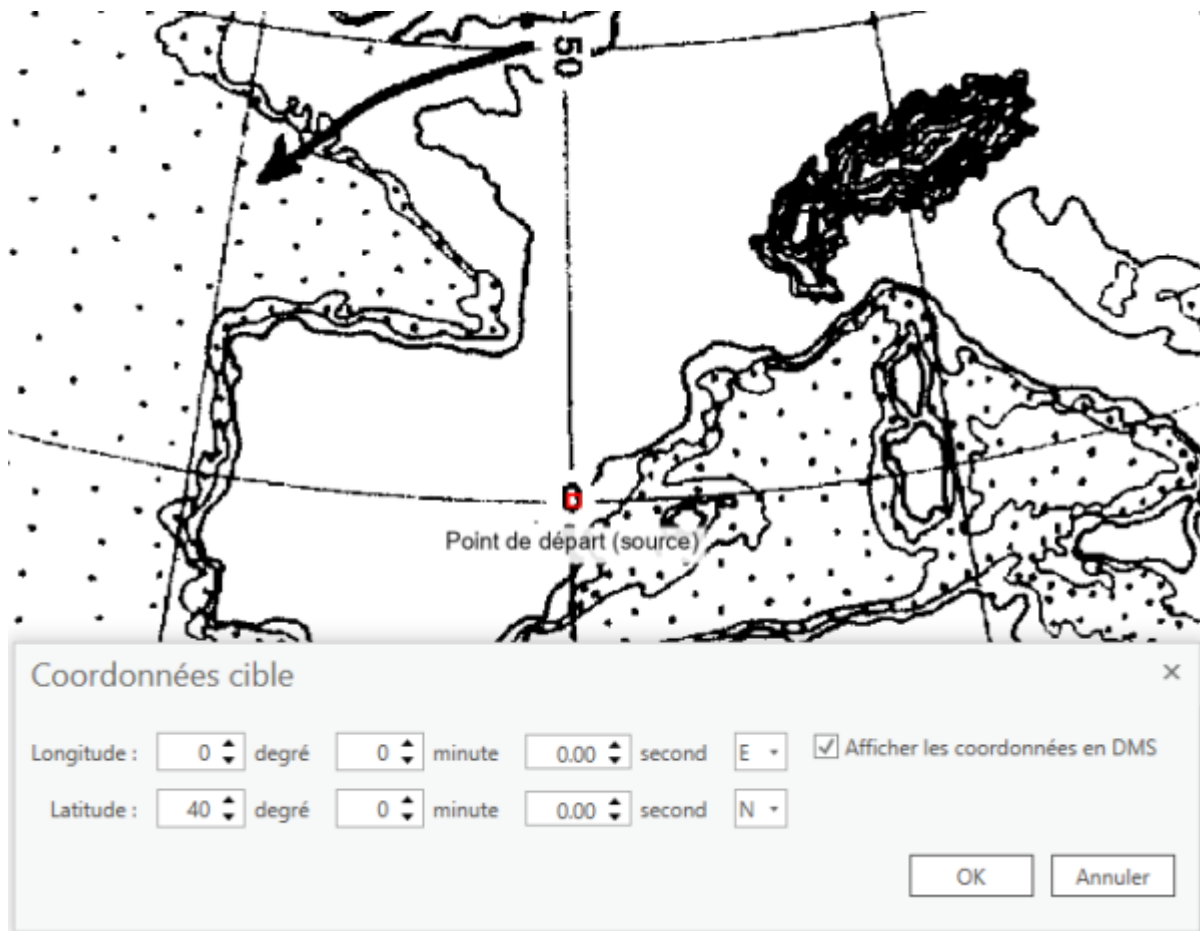 50
0
Point de départ (source)
Coordonnées cible
Longitude : 0 degré 0 minute 0.00 second E Afficher les coordonnées en DMS
Latitude : 40 degré 0 minute 0.00 second N
OK Annuler